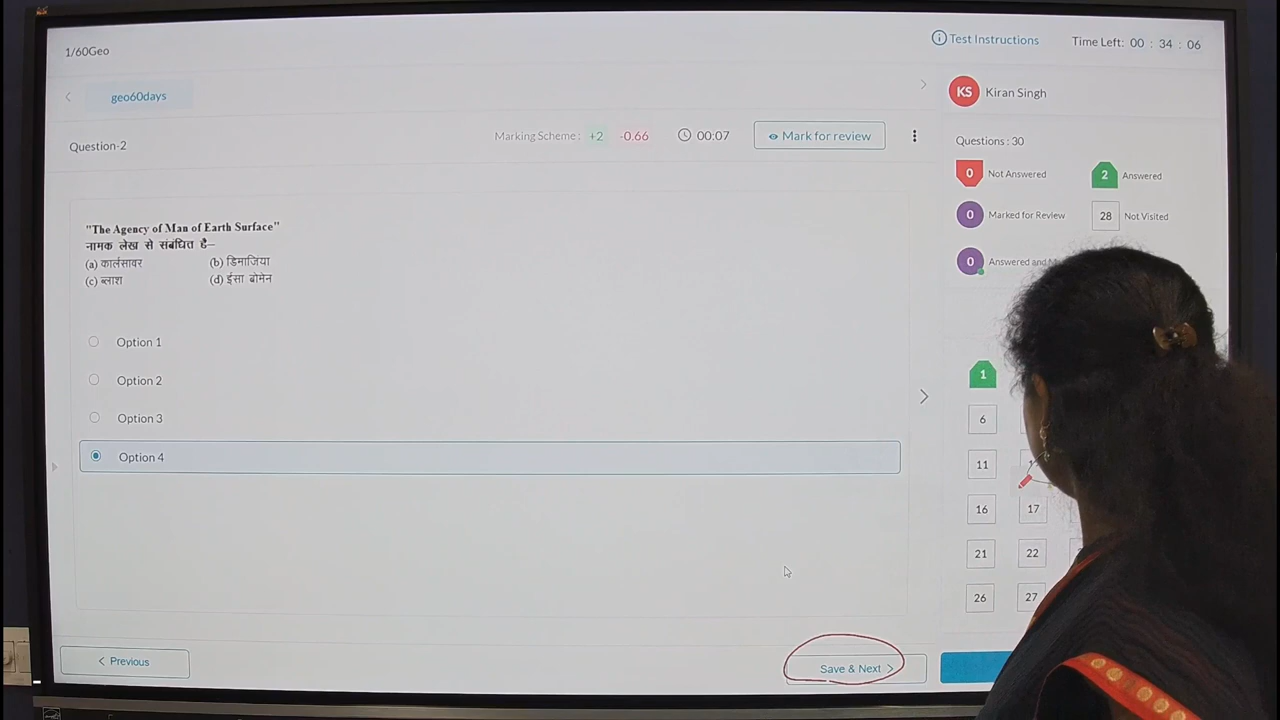 1/60Geo
Test Instructions
Time Left: 00 : 34 : 06
geo60days
KS Kiran Singh
Question-2
Marking Scheme : +2 -0.66
00:07
Mark for review
Questions : 30
0 Not Answered
2 Answered
0 Marked for Review
28 Not Visited
0 Answered and
"The Agency of Man of Earth Surface"
नामक लेख से संबंधित है–
(a) कार्लसावर (b) डिमाजिया
(c) ब्लाश (d) ईसा बोमेन
Option 1
Option 2
Option 3
Option 4
1
6
11
16 17
21 22
26 27
Previous
Save & Next